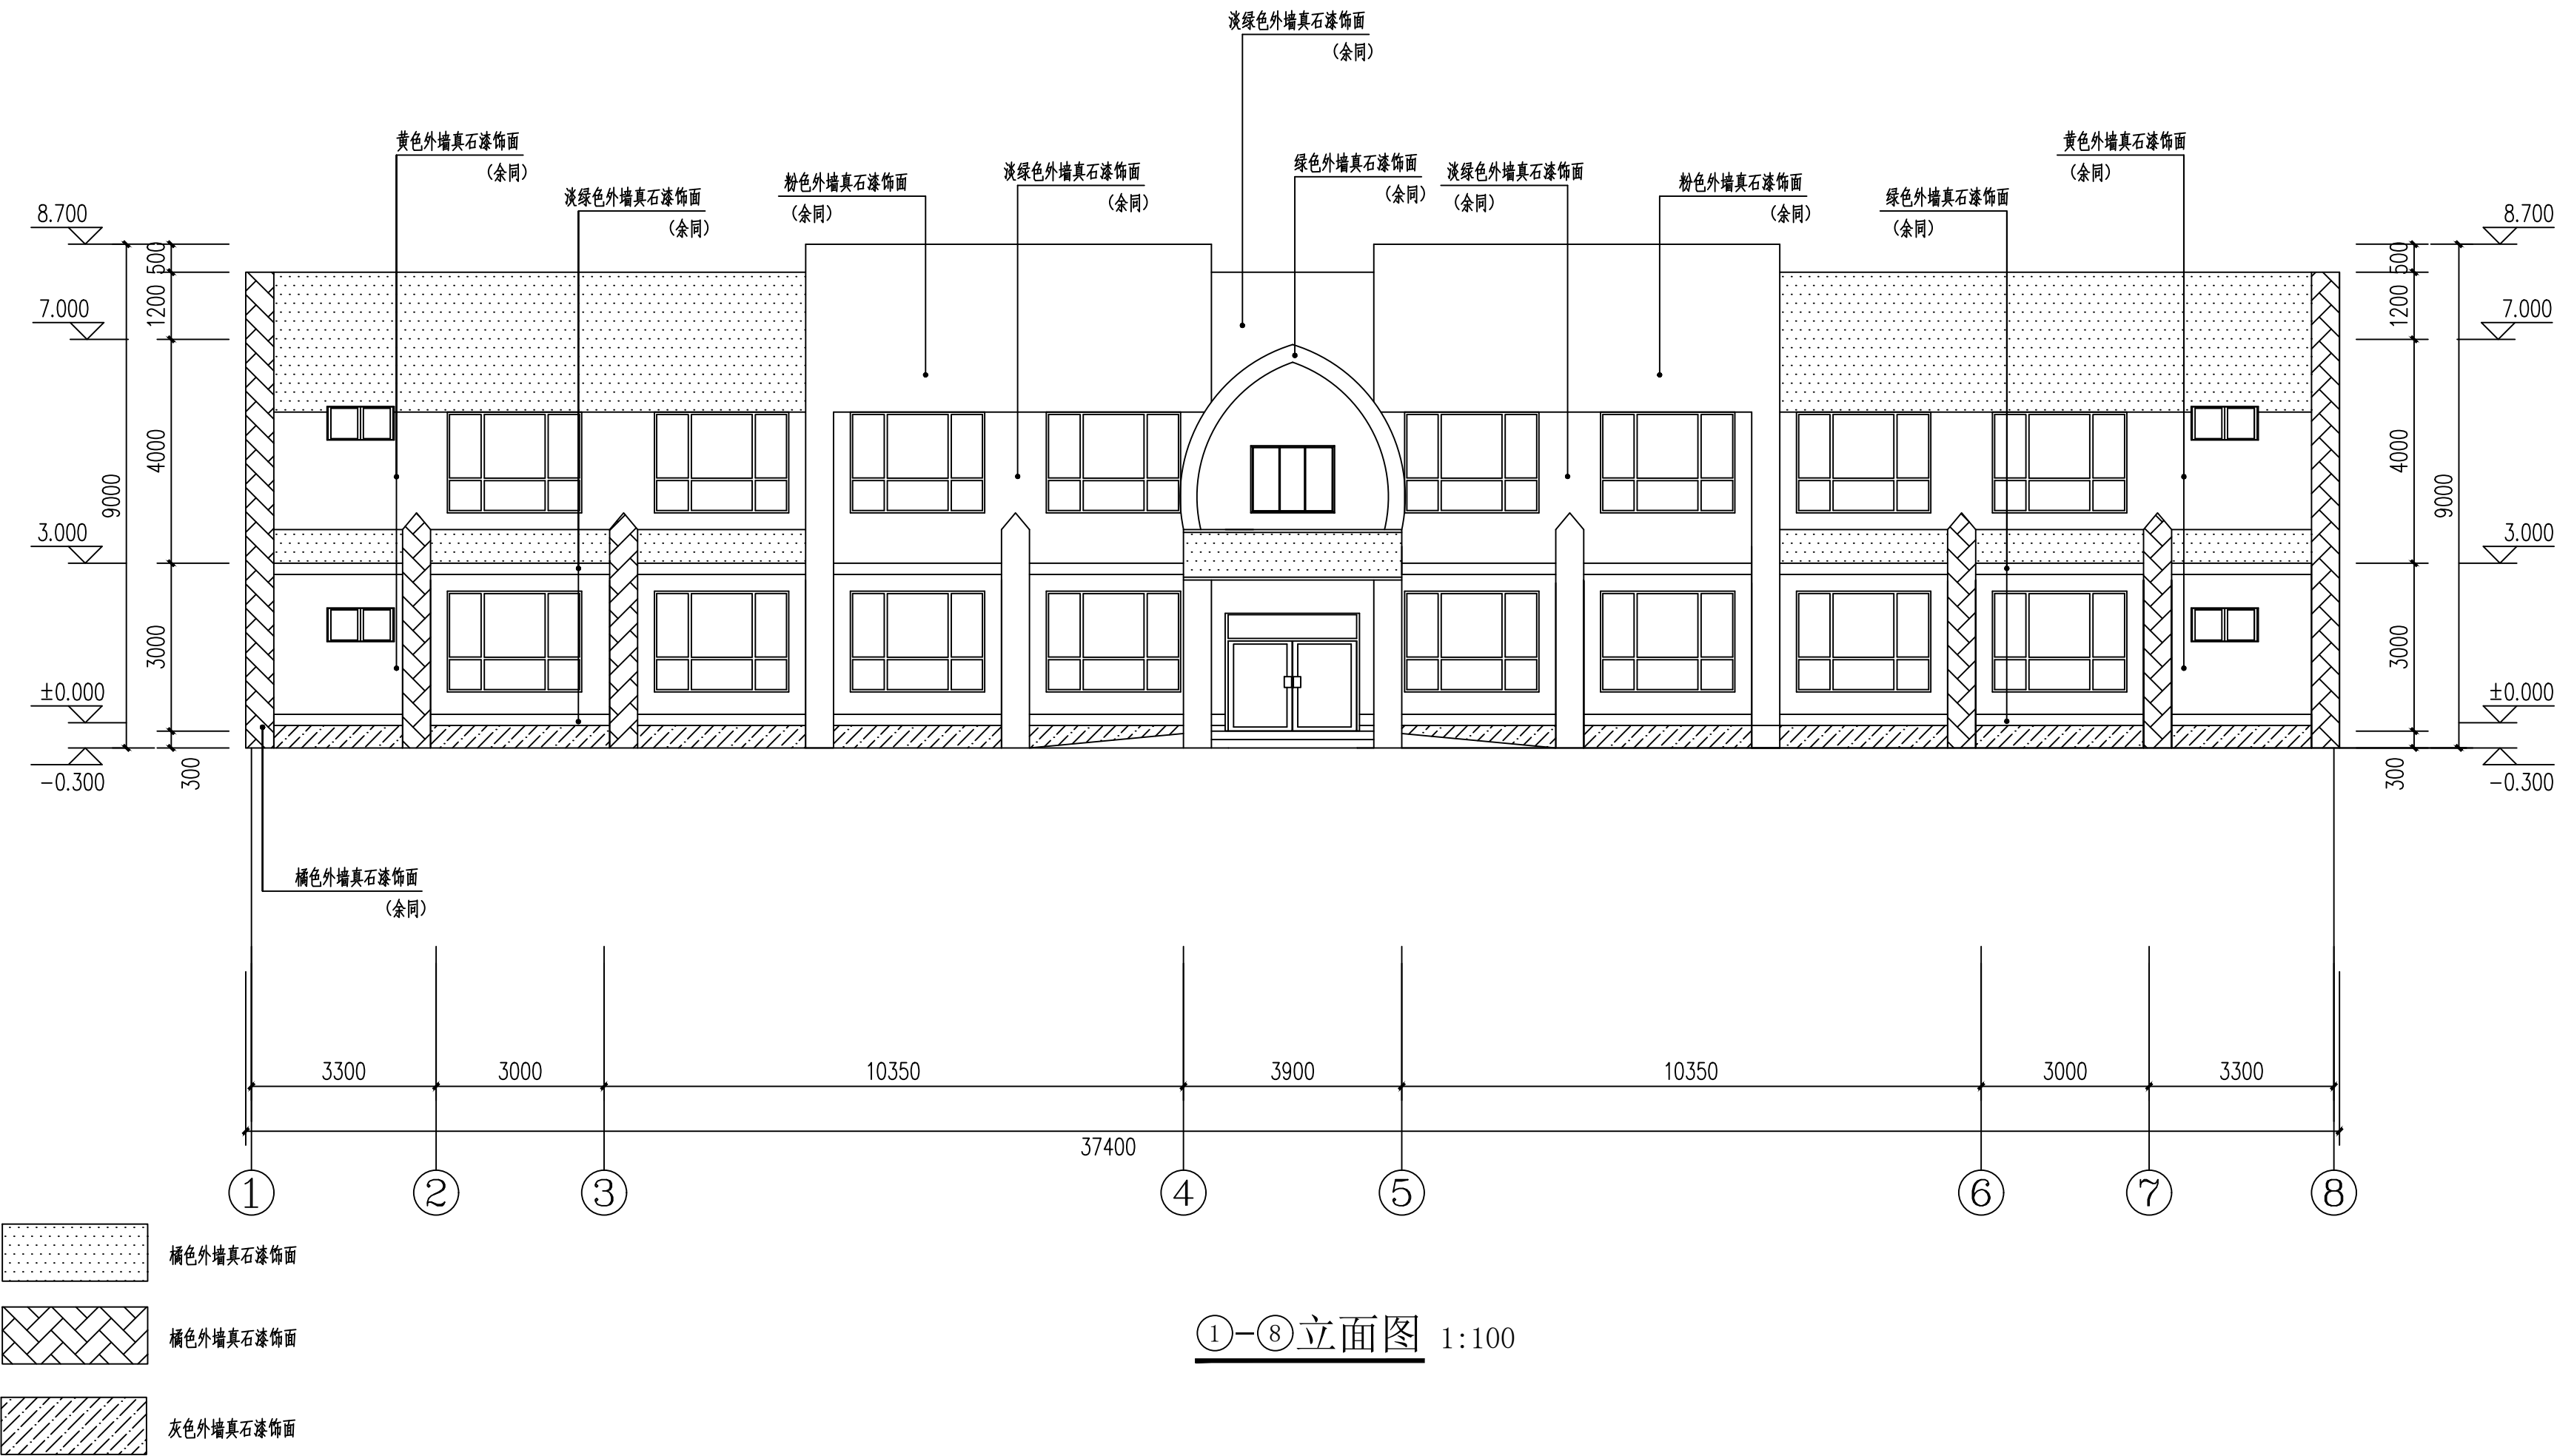 淡绿色外墙真石漆饰面
(余同)
黄色外墙真石漆饰面
(余同)
淡绿色外墙真石漆饰面
(余同)
粉色外墙真石漆饰面
(余同)
淡绿色外墙真石漆饰面
(余同)
绿色外墙真石漆饰面
(余同)
淡绿色外墙真石漆饰面
(余同)
粉色外墙真石漆饰面
(余同)
绿色外墙真石漆饰面
(余同)
黄色外墙真石漆饰面
(余同)
8.700
7.000
3.000
±0.000
-0.300
9000
500
1200
4000
3000
300
500
1200
4000
3000
300
9000
8.700
7.000
3.000
±0.000
-0.300
橘色外墙真石漆饰面
(余同)
3300 3000 10350 3900 10350 3000 3300
37400
1 2 3 4 5 6 7 8
橘色外墙真石漆饰面
橘色外墙真石漆饰面
灰色外墙真石漆饰面
①-⑧立面图 1:100